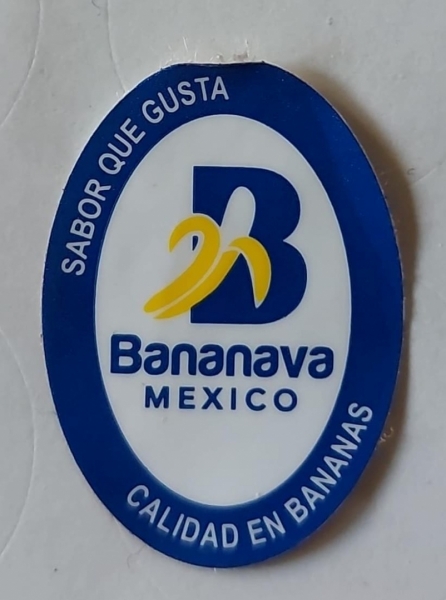 SABOR QUE GUSTA
B
Bananava
MEXICO
CALIDAD EN BANANAS